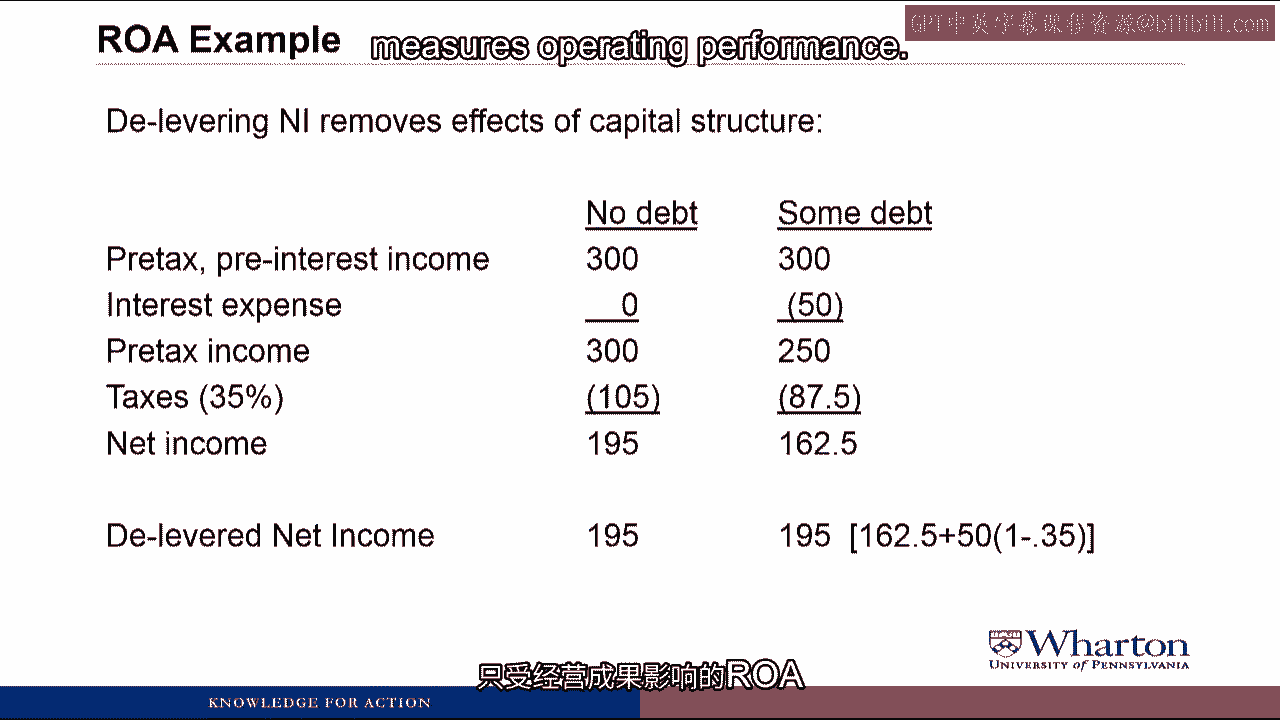 GPT中英字幕课程资源@bilibili.com
ROA Example
measures operating performance.
De-levering NI removes effects of capital structure:
No debt Some debt
Pretax, pre-interest income 300 300
Interest expense 0 (50)
Pretax income 300 250
Taxes (35%) (105) (87.5)
Net income 195 162.5
De-levered Net Income 195 195 [162.5+50(1-.35)]
Wharton
UNIVERSITY of PENNSYLVANIA
只受经营成果影响的ROA
KNOWLEDGE FOR ACTION